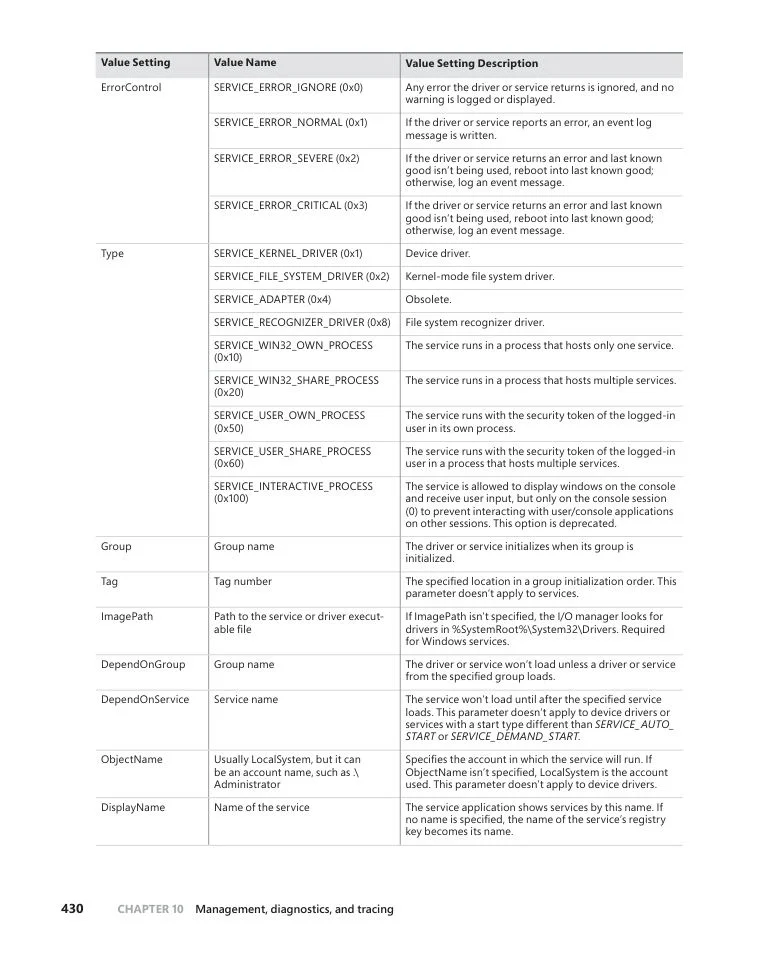 Value Setting Value Name Value Setting Description
ErrorControl SERVICE_ERROR_IGNORE (0x0) Any error the driver or service returns is ignored, and no
warning is logged or displayed.
SERVICE_ERROR_NORMAL (0x1) If the driver or service reports an error, an event log
message is written.
SERVICE_ERROR_SEVERE (0x2) If the driver or service returns an error and last known
good isn’t being used, reboot into last known good;
otherwise, log an event message.
SERVICE_ERROR_CRITICAL (0x3) If the driver or service returns an error and last known
good isn’t being used, reboot into last known good;
otherwise, log an event message.
Type SERVICE_KERNEL_DRIVER (0x1) Device driver.
SERVICE_FILE_SYSTEM_DRIVER (0x2) Kernel-mode file system driver.
SERVICE_ADAPTER (0x4) Obsolete.
SERVICE_RECOGNIZER_DRIVER (0x8) File system recognizer driver.
SERVICE_WIN32_OWN_PROCESS The service runs in a process that hosts only one service.
(0x10)
SERVICE_WIN32_SHARE_PROCESS The service runs in a process that hosts multiple services.
(0x20)
SERVICE_USER_OWN_PROCESS The service runs with the security token of the logged-in
(0x50) user in its own process.
SERVICE_USER_SHARE_PROCESS The service runs with the security token of the logged-in
(0x60) user in a process that hosts multiple services.
SERVICE_INTERACTIVE_PROCESS The service is allowed to display windows on the console
(0x100) and receive user input, but only on the console session
(0) to prevent interacting with user/console applications
on other sessions. This option is deprecated.
Group Group name The driver or service initializes when its group is
initialized.
Tag Tag number The specified location in a group initialization order. This
parameter doesn’t apply to services.
ImagePath Path to the service or driver execut- If ImagePath isn’t specified, the I/O manager looks for
able file drivers in %SystemRoot%\System32\Drivers. Required
for Windows services.
DependOnGroup Group name The driver or service won’t load unless a driver or service
from the specified group loads.
DependOnService Service name The service won’t load until after the specified service
loads. This parameter doesn’t apply to device drivers or
services with a start type different than SERVICE_AUTO_
START or SERVICE_DEMAND_START.
ObjectName Usually LocalSystem, but it can Specifies the account in which the service will run. If
be an account name, such as .\ ObjectName isn’t specified, LocalSystem is the account
Administrator used. This parameter doesn’t apply to device drivers.
DisplayName Name of the service The service application shows services by this name. If
no name is specified, the name of the service’s registry
key becomes its name.
430 CHAPTER 10 Management, diagnostics, and tracing